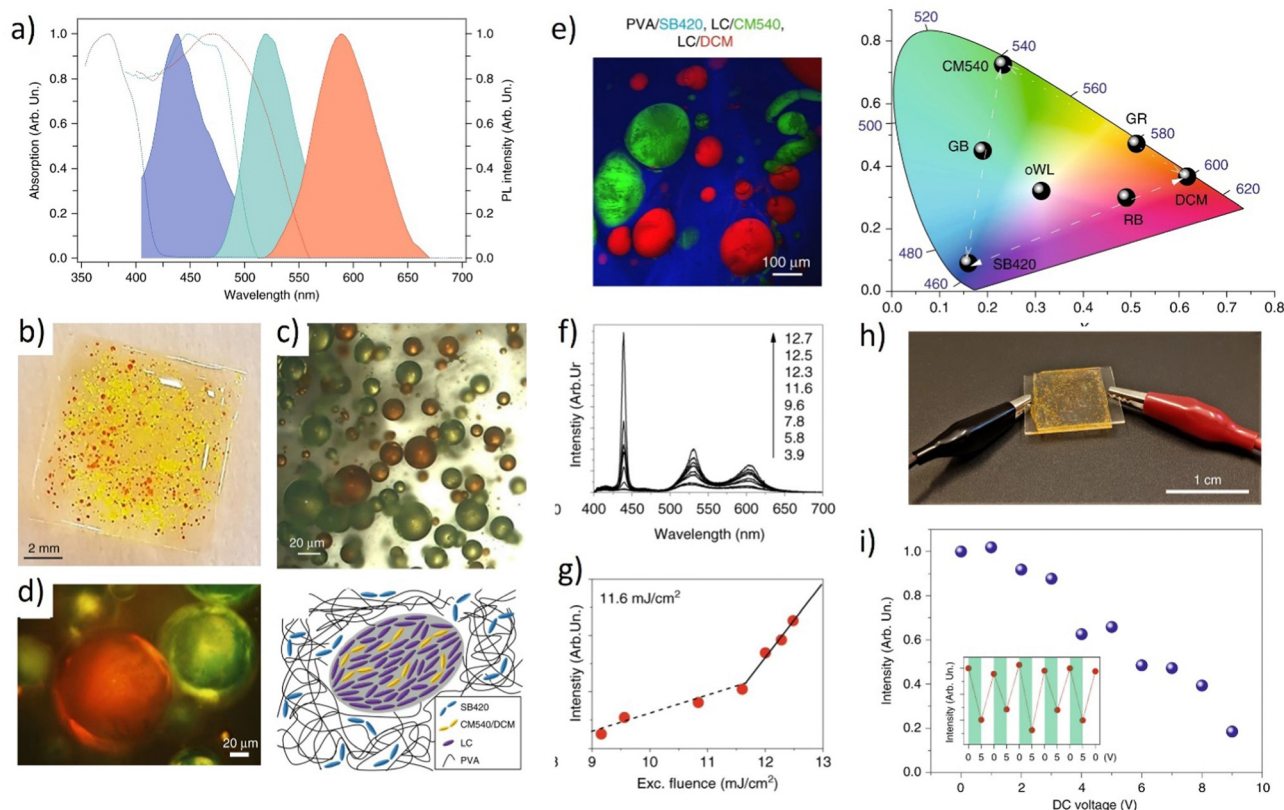 a)
Absorption (Arb. Un.)
1.0
0.8
0.6
0.4
0.2
0.0
1.0
0.8
0.6
0.4
0.2
0.0
PL intensity (Arb. Un.)
350 400 450 500 550 600 650 700
Wavelength (nm)
e)
PVA/SB420, LC/CM540,
LC/DCM
100 μm
520
540
560
580
600
620
500
480
460
CM540
GB
GR
oWL
DCM
RB
SB420
0.8
0.6
0.4
0.2
0.0
0.0 0.1 0.2 0.3 0.4 0.5 0.6 0.7 0.8
b)
2 mm
c)
20 μm
d)
20 μm
SB420
CM540/DCM
LC
PVA
f)
Intenstiy (Arb.Ur
12.7
12.5
12.3
11.6
9.6
7.8
5.8
3.9
400 450 500 550 600 650 700
Wavelength (nm)
g)
11.6 mJ/cm²
Intensity (Arb.Un.)
9 10 11 12 13
Exc. fluence (mJ/cm²)
h)
1 cm
i)
Intensity (Arb. Un.)
1.0
0.8
0.6
0.4
0.2
0.0
Intensity (Arb. Un.)
0 5 0 5 0 5 0 5 0 5 0 (V)
0 2 4 6 8 10
DC voltage (V)